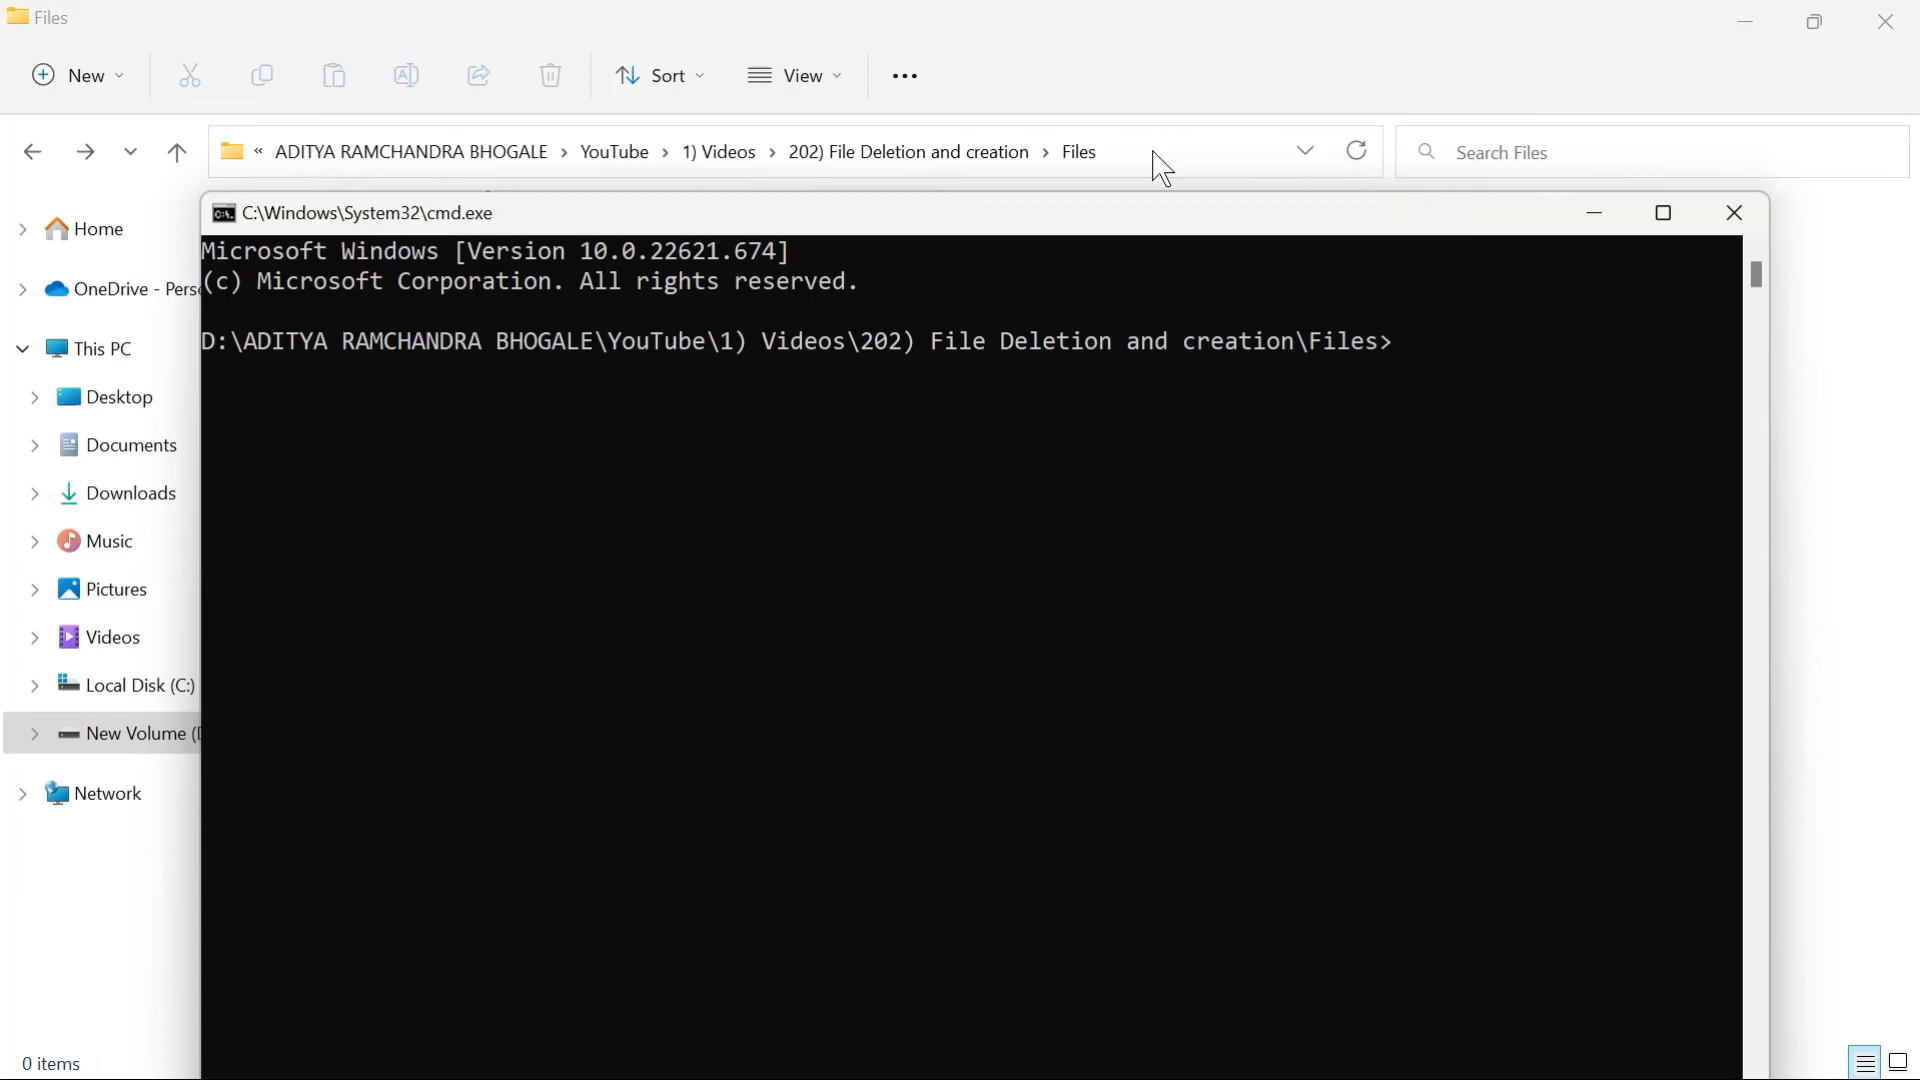 Files
New
Sort
View
« ADITYA RAMCHANDRA BHOGALE › YouTube › 1) Videos › 202) File Deletion and creation › Files
Search Files
C:\Windows\System32\cmd.exe
Microsoft Windows [Version 10.0.22621.674]
(c) Microsoft Corporation. All rights reserved.
D:\ADITYA RAMCHANDRA BHOGALE\YouTube\1) Videos\202) File Deletion and creation\Files>
Home
OneDrive - Pers
This PC
Desktop
Documents
Downloads
Music
Pictures
Videos
Local Disk (C:)
New Volume (
Network
0 items